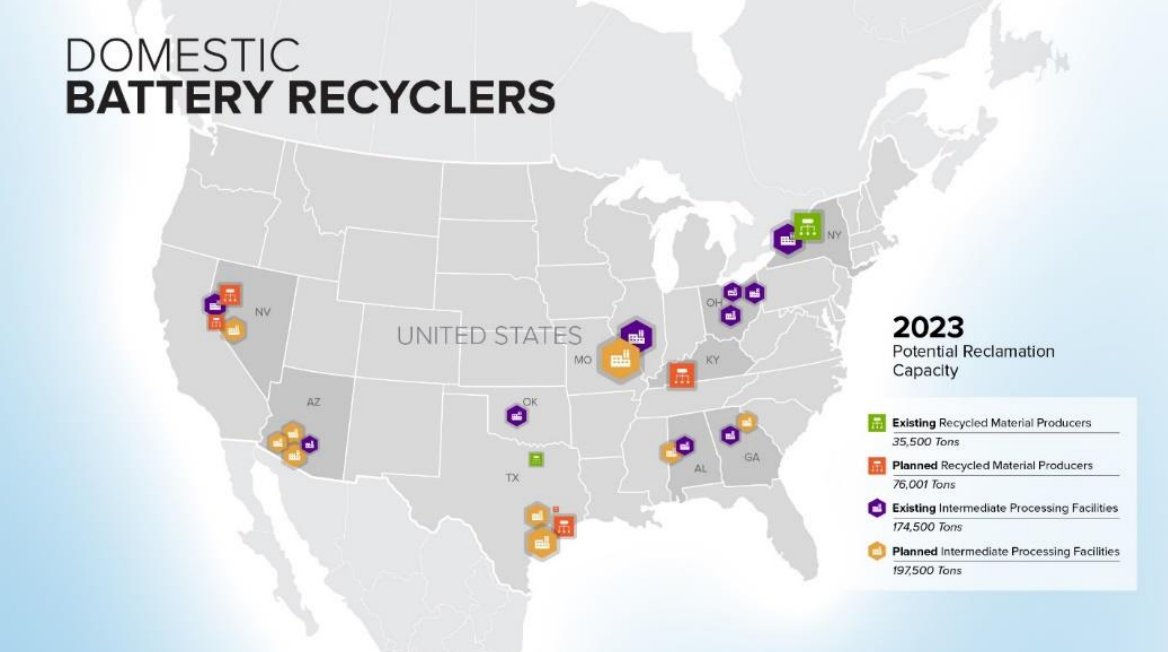 DOMESTIC
BATTERY RECYCLERS
NY
NV
OH
UNITED STATES
MO
KY
AZ
OK
GA
AL
TX
2023
Potential Reclamation
Capacity
Existing Recycled Material Producers
35,500 Tons
Planned Recycled Material Producers
76,001 Tons
Existing Intermediate Processing Facilities
174,500 Tons
Planned Intermediate Processing Facilities
197,500 Tons